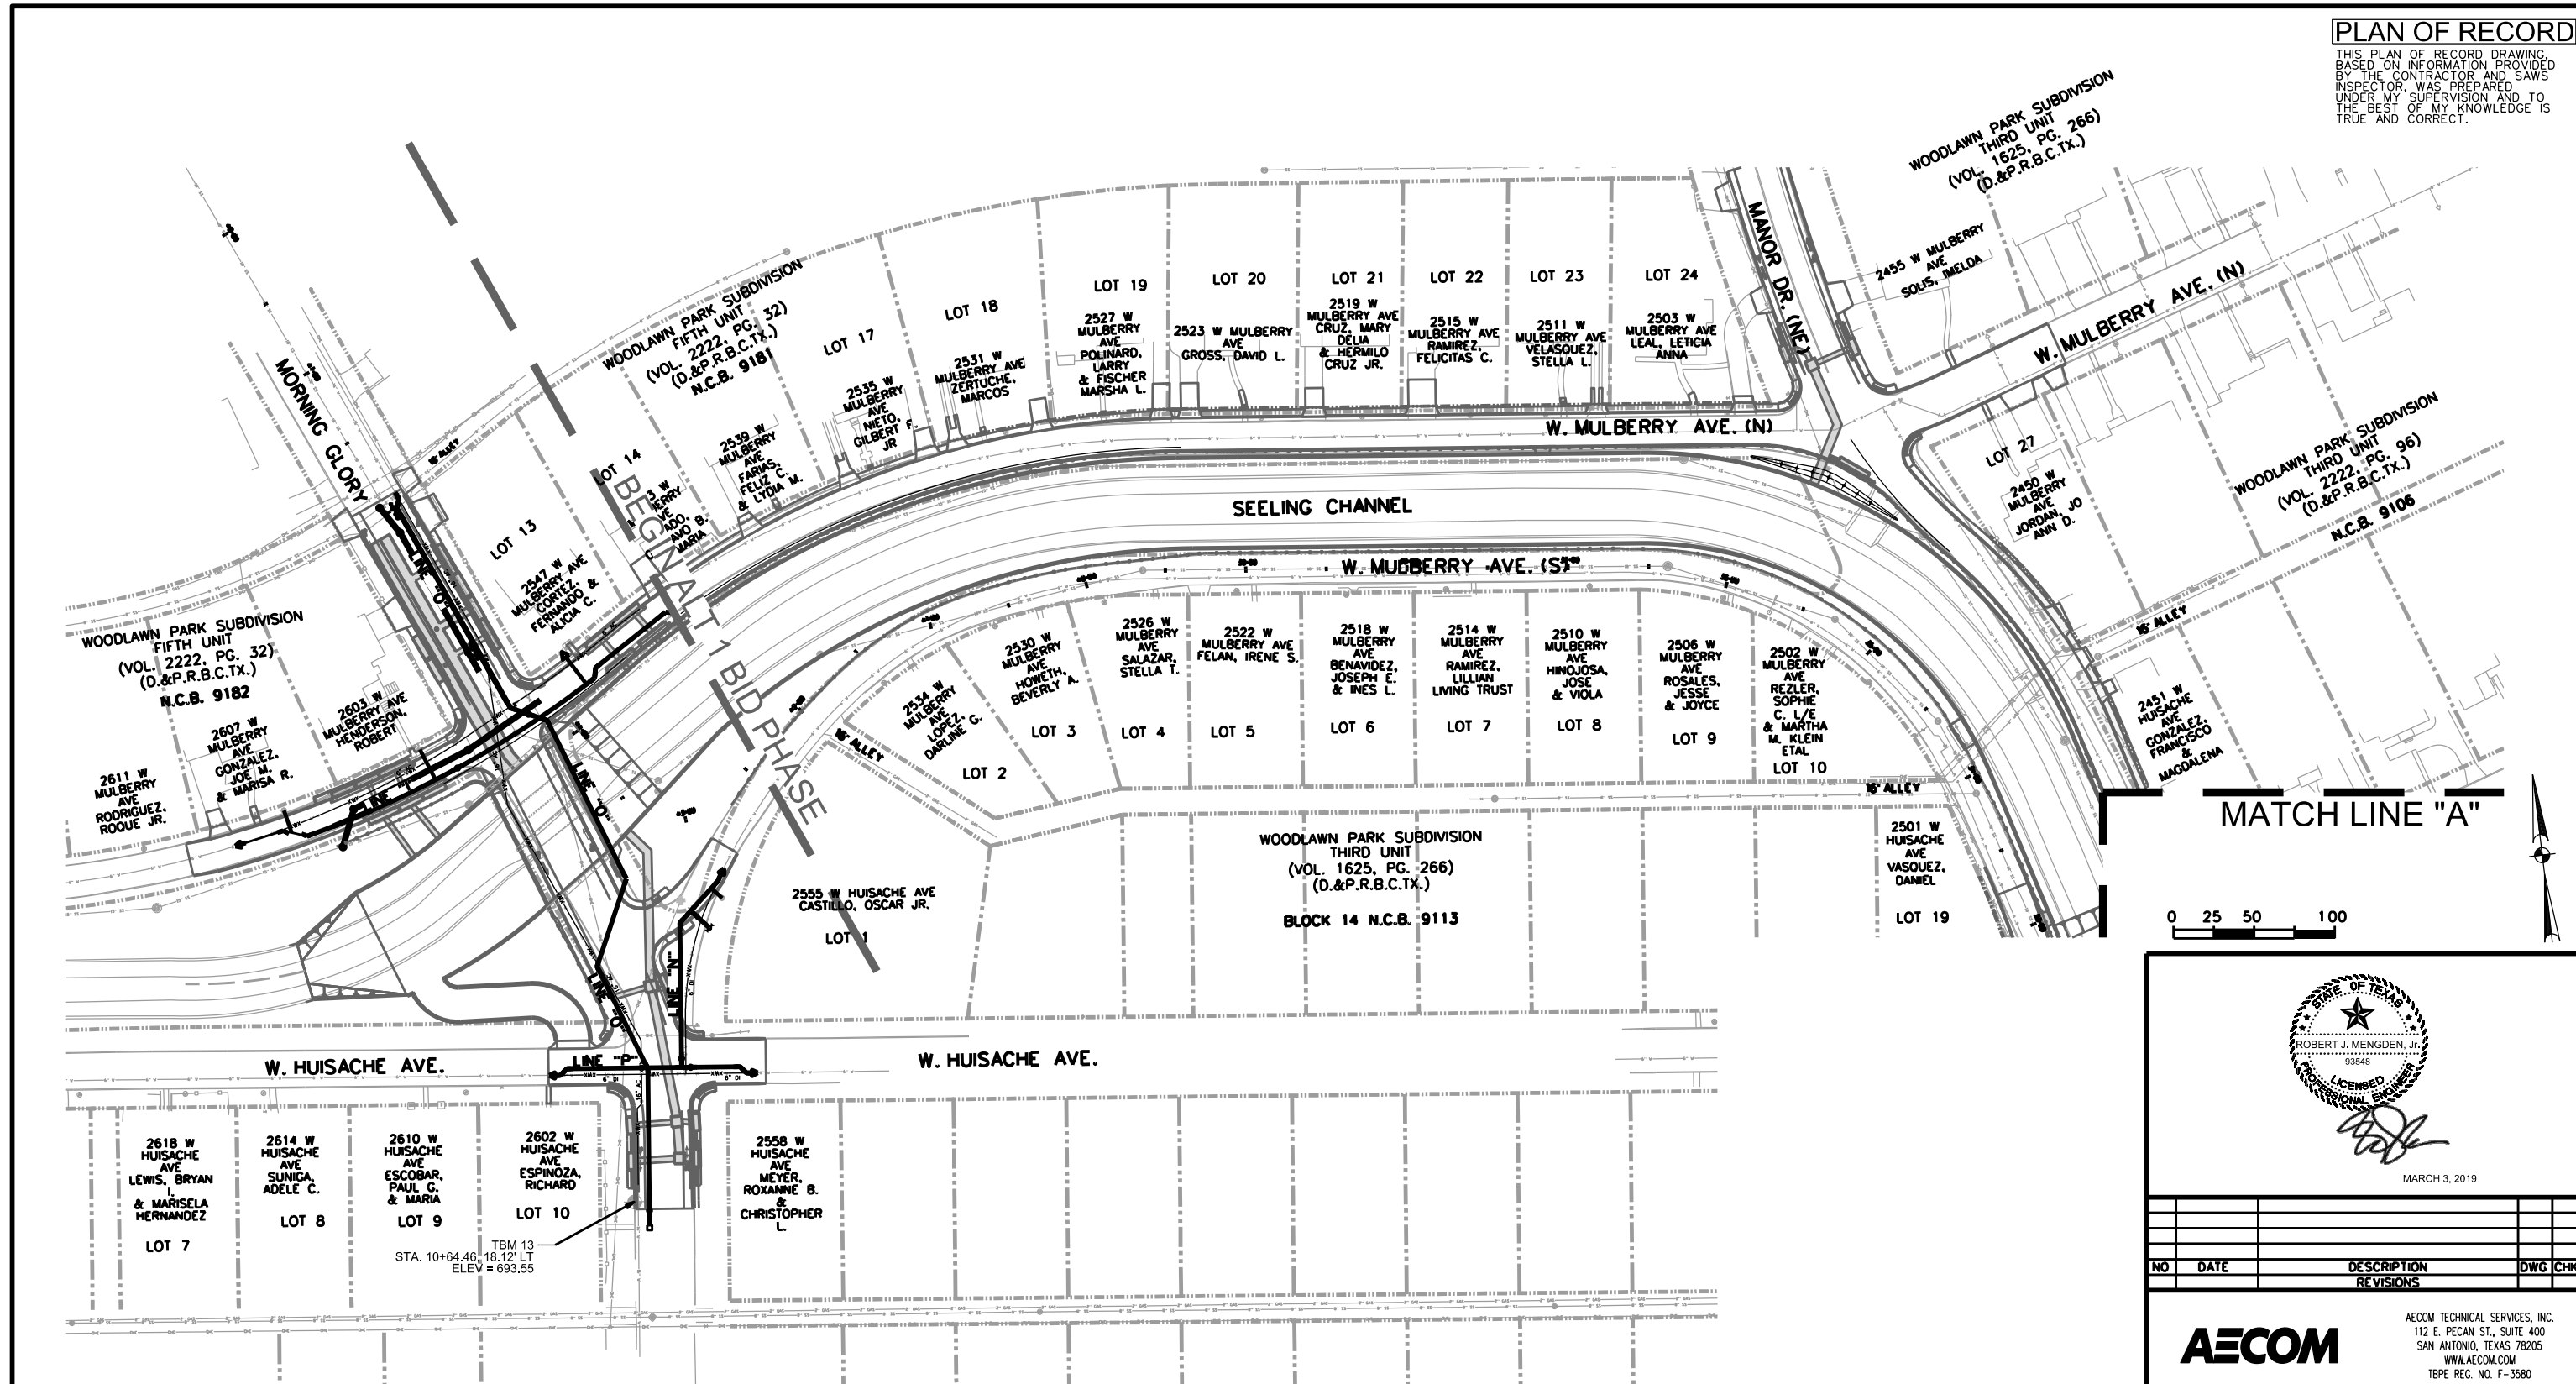 PLAN OF RECORD
THIS PLAN OF RECORD DRAWING,
BASED ON INFORMATION PROVIDED
BY THE CONTRACTOR AND SAWS
INSPECTOR, WAS PREPARED
UNDER MY SUPERVISION AND TO
THE BEST OF MY KNOWLEDGE IS
TRUE AND CORRECT.
WOODLAWN PARK SUBDIVISION
THIRD UNIT
(VOL. 1625, PG. 266)
(D.&P.R.B.C.TX.)
2455 W MULBERRY
AVE
SOLIS, IMELDA
MANOR DR. (NE)
W. MULBERRY AVE. (N)
WOODLAWN PARK SUBDIVISION
FIFTH UNIT
(VOL. 2222, PG. 32)
(D.&P.R.B.C.TX.)
N.C.B. 9181
LOT 17
LOT 18
LOT 19
LOT 20
LOT 21
LOT 22
LOT 23
LOT 24
2535 W
MULBERRY
AVE
NIETO,
GILBERT F.
JR
2531 W
MULBERRY AVE
ZERTUCHE,
MARCOS
2527 W
MULBERRY
AVE
POLINARD,
LARRY
& FISCHER
MARSHA L.
2523 W MULBERRY
AVE
GROSS, DAVID L.
2519 W
MULBERRY AVE
CRUZ, MARY
DELIA
& HERMILO
CRUZ JR.
2515 W
MULBERRY AVE
RAMIREZ,
FELICITAS C.
2511 W
MULBERRY AVE
VELASQUEZ,
STELLA L.
2503 W
MULBERRY AVE
LEAL, LETICIA
ANNA
W. MULBERRY AVE. (N)
MORNING GLORY
16' ALLEY
LOT 13
LOT 14
2539 W
MULBERRY
AVE
FARIAS,
FELIZ C.
& LYDIA M.
MARIA B.
2547 W
MULBERRY AVE
CORTEZ,
FERNANDO &
ALICIA C.
BEGIN ALT 1 BID PHASE
SEELING CHANNEL
W. MULBERRY AVE. (S)
LOT 27
2450 W
MULBERRY
AVE
JORDAN, JO
ANN D.
WOODLAWN PARK SUBDIVISION
THIRD UNIT
(VOL. 2222, PG. 96)
(D.&P.R.B.C.TX.)
N.C.B. 9106
16' ALLEY
WOODLAWN PARK SUBDIVISION
FIFTH UNIT
(VOL. 2222, PG. 32)
(D.&P.R.B.C.TX.)
N.C.B. 9182
2611 W
MULBERRY
AVE
RODRIGUEZ,
ROQUE JR.
2607 W
MULBERRY
AVE
GONZALEZ,
JOE M.
& MARISA R.
2603 W
MULBERRY AVE
HENDERSON,
ROBERT
LINE "O"
LINE
LINE "O"
16' ALLEY
2534 W
MULBERRY
AVE
LOPEZ,
DARLINE G.
LOT 2
2530 W
MULBERRY
AVE
HOWETH,
BEVERLY A.
LOT 3
2526 W
MULBERRY
AVE
SALAZAR,
STELLA T.
LOT 4
2522 W
MULBERRY AVE
FELAN, IRENE S.
LOT 5
2518 W
MULBERRY
AVE
BENAVIDEZ,
JOSEPH E.
& INES L.
LOT 6
2514 W
MULBERRY
AVE
RAMIREZ,
LILLIAN
LIVING TRUST
LOT 7
2510 W
MULBERRY
AVE
HINOJOSA,
JOSE
& VIOLA
LOT 8
2506 W
MULBERRY
AVE
ROSALES,
JESSE
& JOYCE
LOT 9
2502 W
MULBERRY
AVE
REZLER,
SOPHIE
C. L/E
& MARTHA
M. KLEIN
ETAL
LOT 10
16' ALLEY
2451 W
HUISACHE
AVE
GONZALEZ,
FRANCISCO
&
MAGDALENA
MATCH LINE "A"
0 25 50 100
2501 W
HUISACHE
AVE
VASQUEZ,
DANIEL
LOT 19
WOODLAWN PARK SUBDIVISION
THIRD UNIT
(VOL. 1625, PG. 266)
(D.&P.R.B.C.TX.)
BLOCK 14 N.C.B. 9113
2555 W HUISACHE AVE
CASTILLO, OSCAR JR.
LOT 1
LINE "N"
6" DI
LINE "O"
LINE "P"
6" DI
6" DI
16" AC
W. HUISACHE AVE.
W. HUISACHE AVE.
2618 W
HUISACHE
AVE
LEWIS, BRYAN
I.
& MARISELA
HERNANDEZ
LOT 7
2614 W
HUISACHE
AVE
SUNIGA,
ADELE C.
LOT 8
2610 W
HUISACHE
AVE
ESCOBAR,
PAUL G.
& MARIA
LOT 9
2602 W
HUISACHE
AVE
ESPINOZA,
RICHARD
LOT 10
2558 W
HUISACHE
AVE
MEYER,
ROXANNE B.
&
CHRISTOPHER
L.
TBM 13
STA. 10+64.46, 18.12' LT
ELEV = 693.55
STATE OF TEXAS
ROBERT J. MENGDEN, Jr.
93548
LICENSED
PROFESSIONAL ENGINEER
MARCH 3, 2019
NO DATE DESCRIPTION DWG CHK
REVISIONS
AECOM
AECOM TECHNICAL SERVICES, INC.
112 E. PECAN ST., SUITE 400
SAN ANTONIO, TEXAS 78205
WWW.AECOM.COM
TBPE REG. NO. F-3580